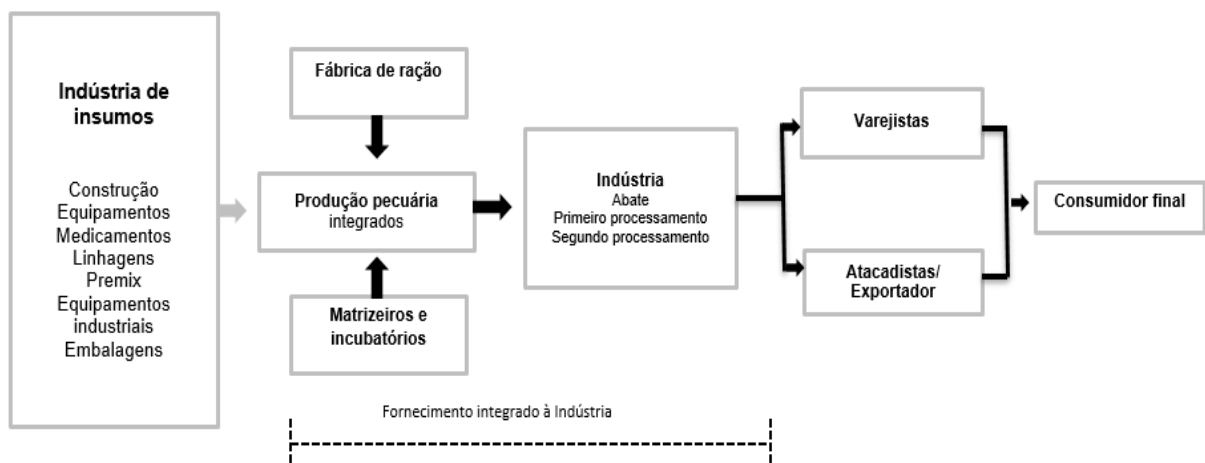 Indústria de
insumos
Construção
Equipamentos
Medicamentos
Linhagens
Premix
Equipamentos
industriais
Embalagens
Fábrica de ração
Produção pecuária
integrados
Matrizeiros e
incubatórios
Indústria
Abate
Primeiro processamento
Segundo processamento
Varejistas
Atacadistas/
Exportador
Consumidor final
Fornecimento integrado à Indústria